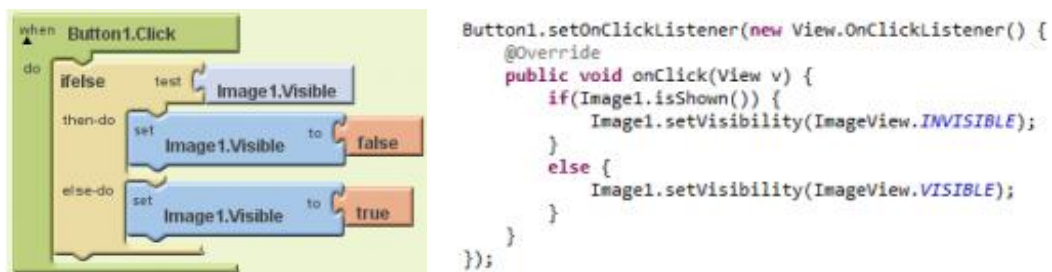 when Button1.Click
do ifelse test Image1.Visible
then-do set Image1.Visible to false
else-do set Image1.Visible to true
Button1.setOnClickListener(new View.OnClickListener() {
@Override
public void onClick(View v) {
if(Image1.isShown()) {
Image1.setVisibility(ImageView.INVISIBLE);
}
else {
Image1.setVisibility(ImageView.VISIBLE);
}
}
});